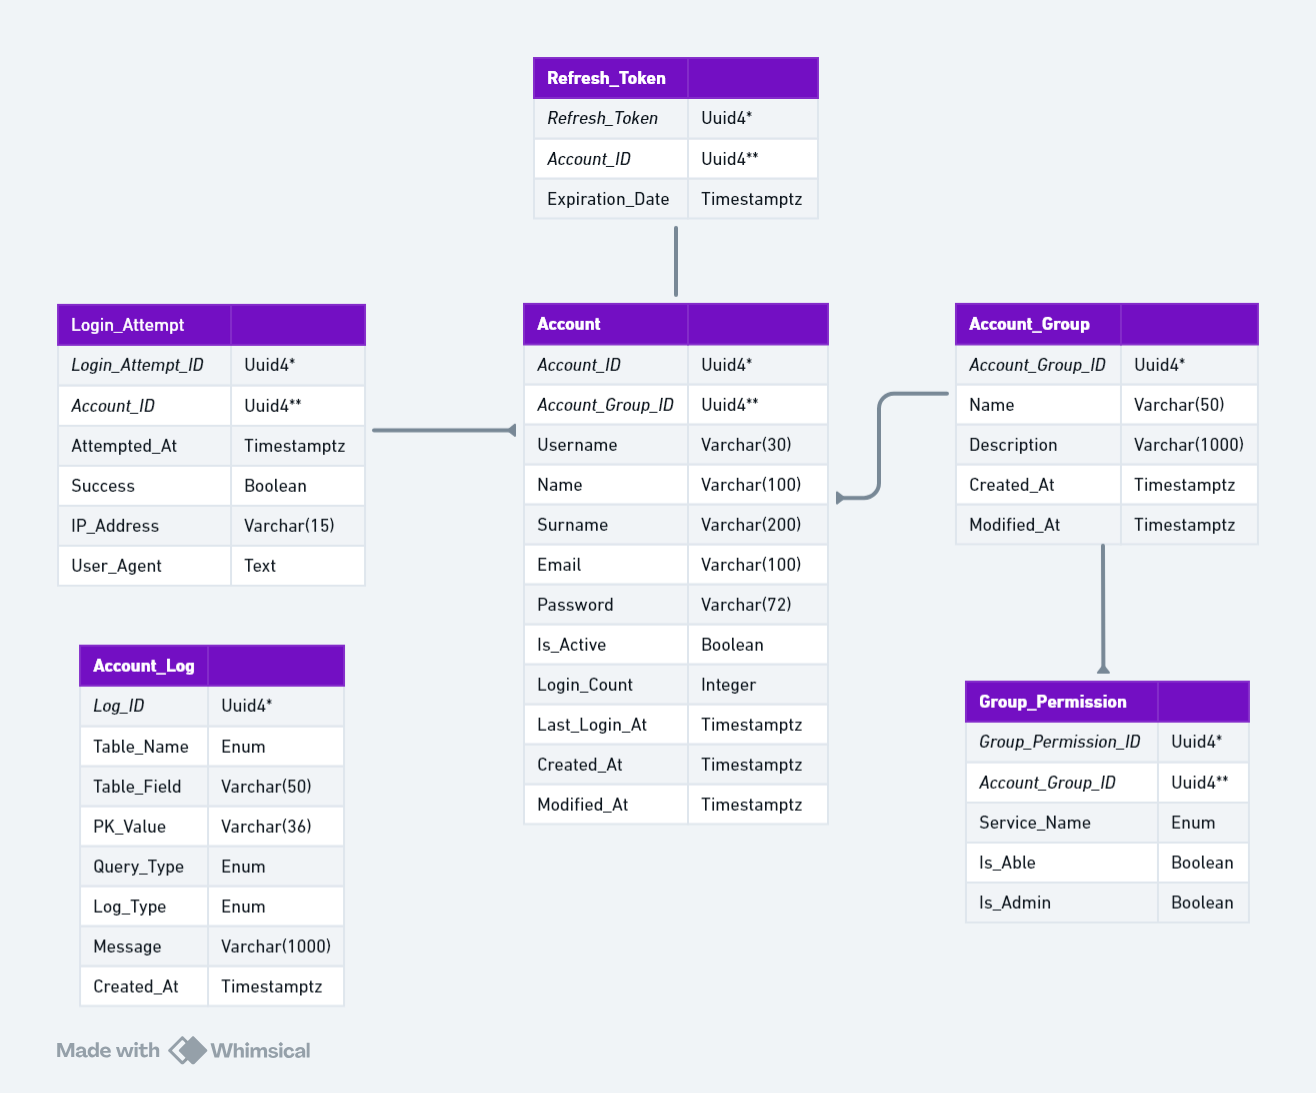 Refresh_Token
Refresh_Token Uuid4*
Account_ID Uuid4**
Expiration_Date Timestamptz
Login_Attempt
Login_Attempt_ID Uuid4*
Account_ID Uuid4**
Attempted_At Timestamptz
Success Boolean
IP_Address Varchar(15)
User_Agent Text
Account
Account_ID Uuid4*
Account_Group_ID Uuid4**
Username Varchar(30)
Name Varchar(100)
Surname Varchar(200)
Email Varchar(100)
Password Varchar(72)
Is_Active Boolean
Login_Count Integer
Last_Login_At Timestamptz
Created_At Timestamptz
Modified_At Timestamptz
Account_Group
Account_Group_ID Uuid4*
Name Varchar(50)
Description Varchar(1000)
Created_At Timestamptz
Modified_At Timestamptz
Account_Log
Log_ID Uuid4*
Table_Name Enum
Table_Field Varchar(50)
PK_Value Varchar(36)
Query_Type Enum
Log_Type Enum
Message Varchar(1000)
Created_At Timestamptz
Group_Permission
Group_Permission_ID Uuid4*
Account_Group_ID Uuid4**
Service_Name Enum
Is_Able Boolean
Is_Admin Boolean
Made with Whimsical